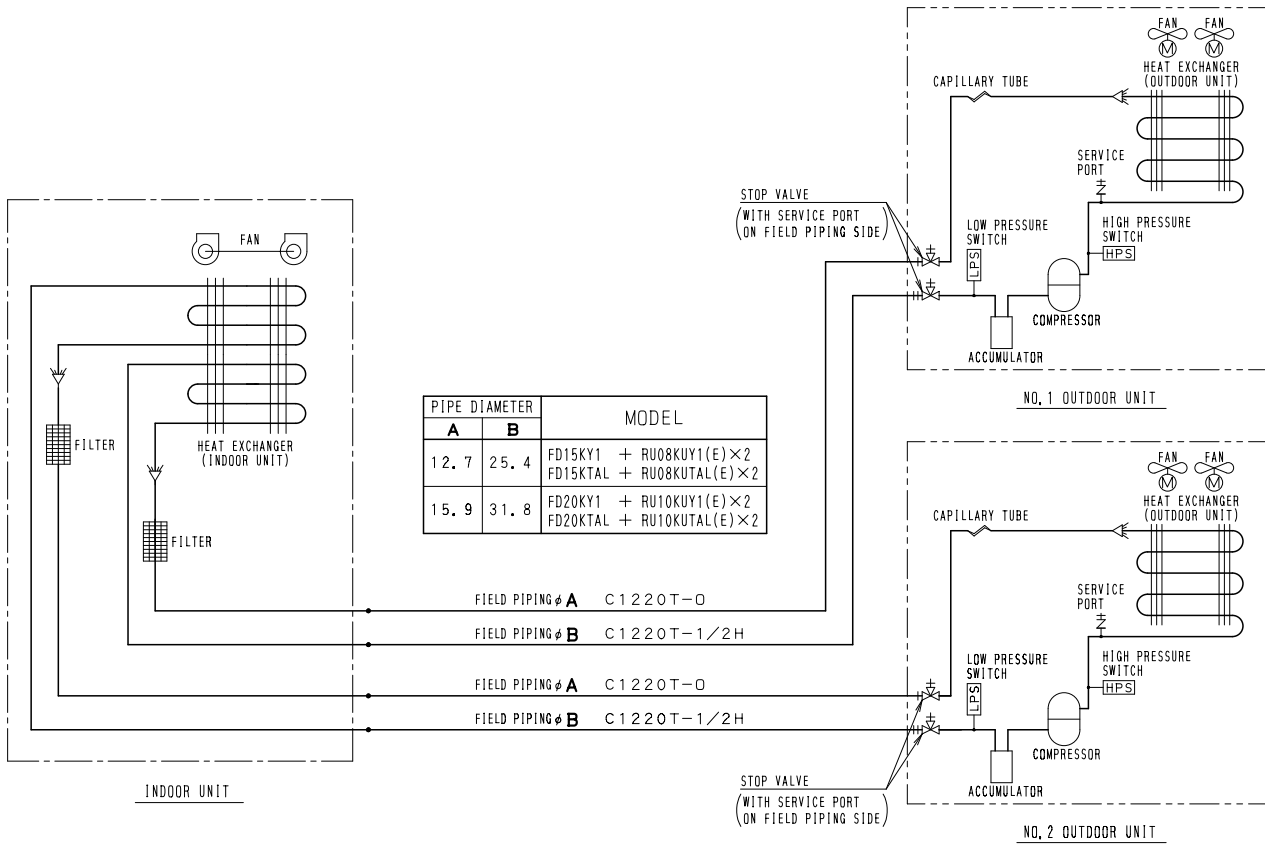 FAN FAN
M M
HEAT EXCHANGER
(OUTDOOR UNIT)
CAPILLARY TUBE
SERVICE
PORT
STOP VALVE
(WITH SERVICE PORT
ON FIELD PIPING SIDE)
LOW PRESSURE
SWITCH
LPS
HIGH PRESSURE
SWITCH
HPS
COMPRESSOR
ACCUMULATOR
NO.1 OUTDOOR UNIT
FAN
FILTER
HEAT EXCHANGER
(INDOOR UNIT)
FILTER
PIPE DIAMETER MODEL
A B
12.7 25.4 FD15KY1 + RU08KUY1(E)×2
FD15KTAL + RU08KUTAL(E)×2
15.9 31.8 FD20KY1 + RU10KUY1(E)×2
FD20KTAL + RU10KUTAL(E)×2
FIELD PIPINGφA C1220T-O
FIELD PIPINGφB C1220T-1/2H
FIELD PIPINGφA C1220T-O
FIELD PIPINGφB C1220T-1/2H
INDOOR UNIT
FAN FAN
M M
HEAT EXCHANGER
(OUTDOOR UNIT)
CAPILLARY TUBE
SERVICE
PORT
LOW PRESSURE
SWITCH
LPS
HIGH PRESSURE
SWITCH
HPS
COMPRESSOR
ACCUMULATOR
STOP VALVE
(WITH SERVICE PORT
ON FIELD PIPING SIDE)
NO.2 OUTDOOR UNIT